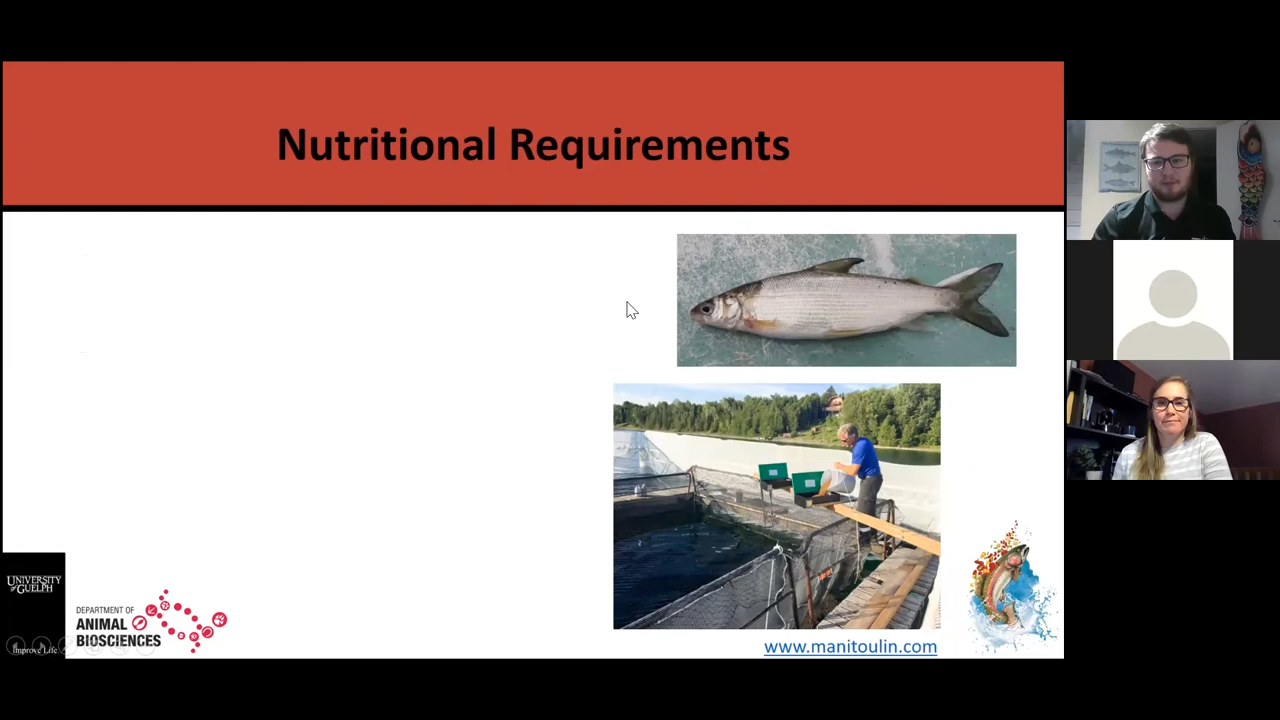 Nutritional Requirements
UNIVERSITY
OF GUELPH
Improve Life.
DEPARTMENT OF
ANIMAL
BIOSCIENCES
www.manitoulin.com